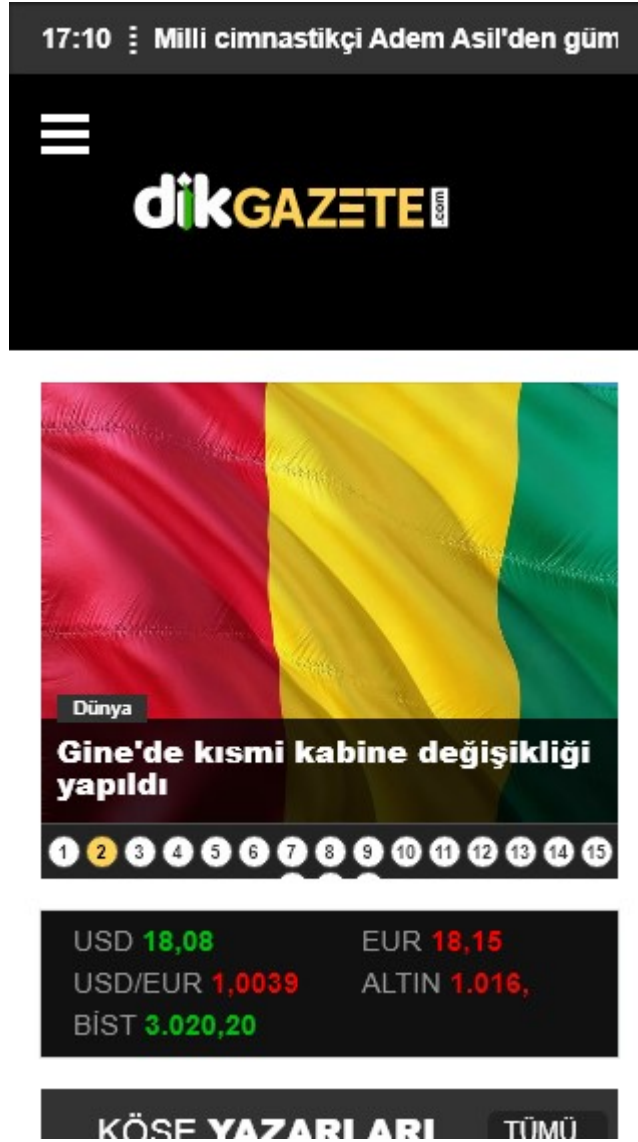 17:10 ⋮ Milli cimnastikçi Adem Asil'den
dikGAZETE.com
Dünya
Gine'de kısmi kabine değişikliği
yapıldı
1 2 3 4 5 6 7 8 9 10 11 12 13 14 15
USD 18,08 EUR 18,15
USD/EUR 1,0039 ALTIN 1.016,
BİST 3.020,20
KÖŞE YAZARLARI TÜMÜ